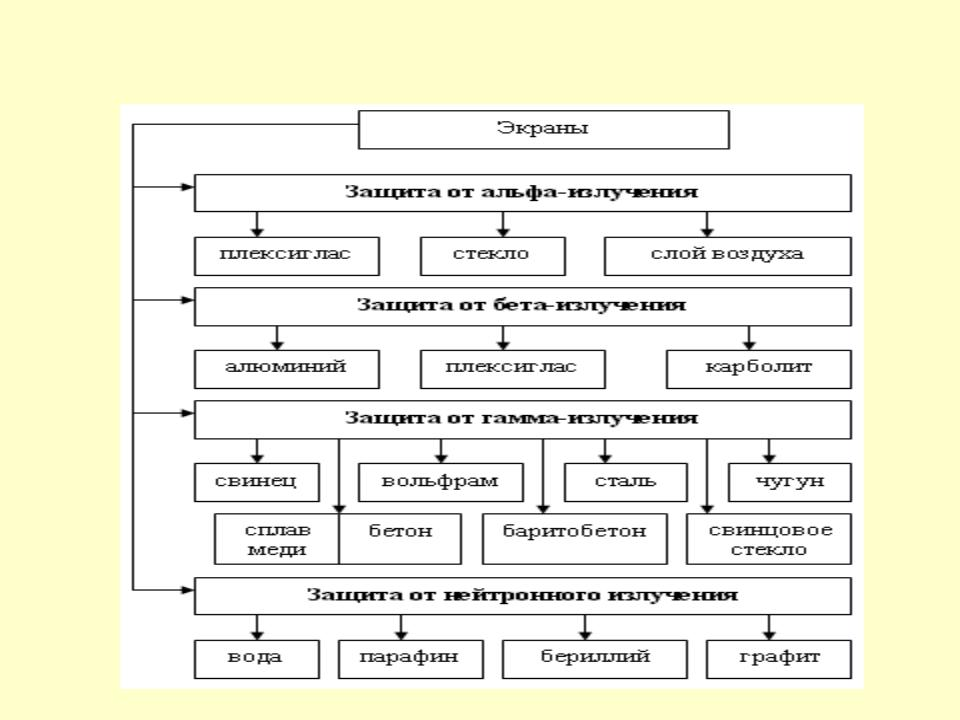 Экраны
Защита от альфа-излучения
плексиглас
стекло
слой воздуха
Защита от бета-излучения
алюминий
плексиглас
карболит
Защита от гамма-излучения
свинец
вольфрам
сталь
чугун
сплав
меди
бетон
баритобетон
свинцовое
стекло
Защита от нейтронного излучения
вода
парафин
бериллий
графит